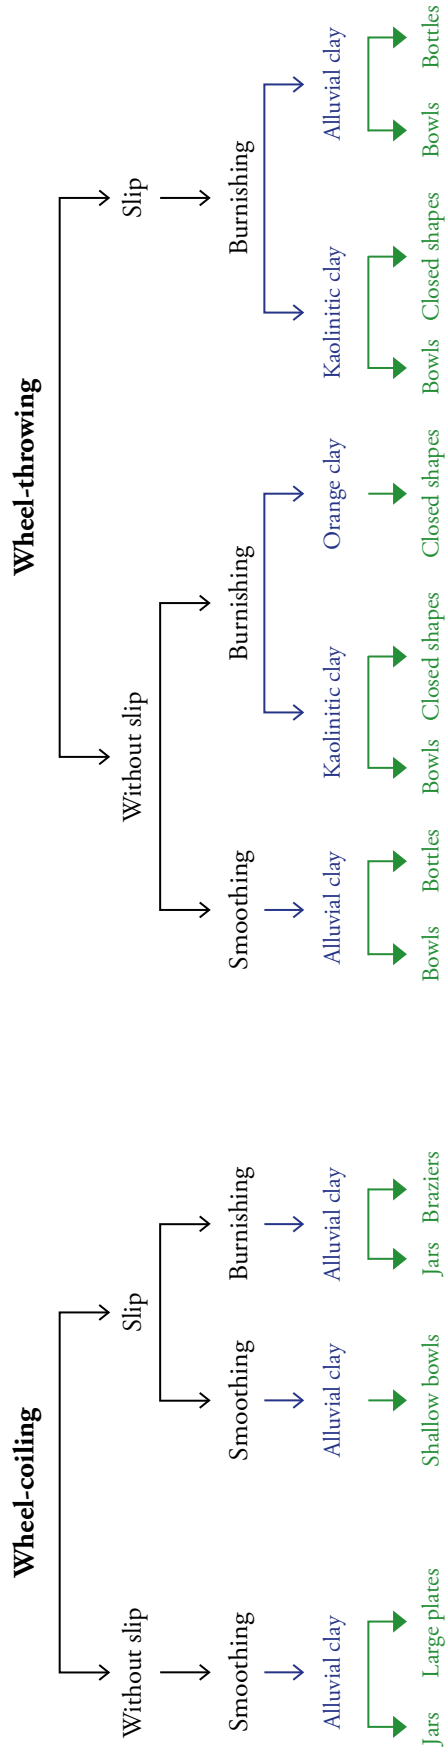 Wheel-coiling
Wheel-throwing
Without slip
Slip
Without slip
Slip
Smoothing
Smoothing
Burnishing
Smoothing
Burnishing
Burnishing
Alluvial clay
Alluvial clay
Alluvial clay
Alluvial clay
Kaolinitic clay
Orange clay
Kaolinitic clay
Alluvial clay
Jars
Large plates
Shallow bowls
Jars
Braziers
Bowls
Bottles
Bowls
Closed shapes
Closed shapes
Bowls
Closed shapes
Bowls
Bottles